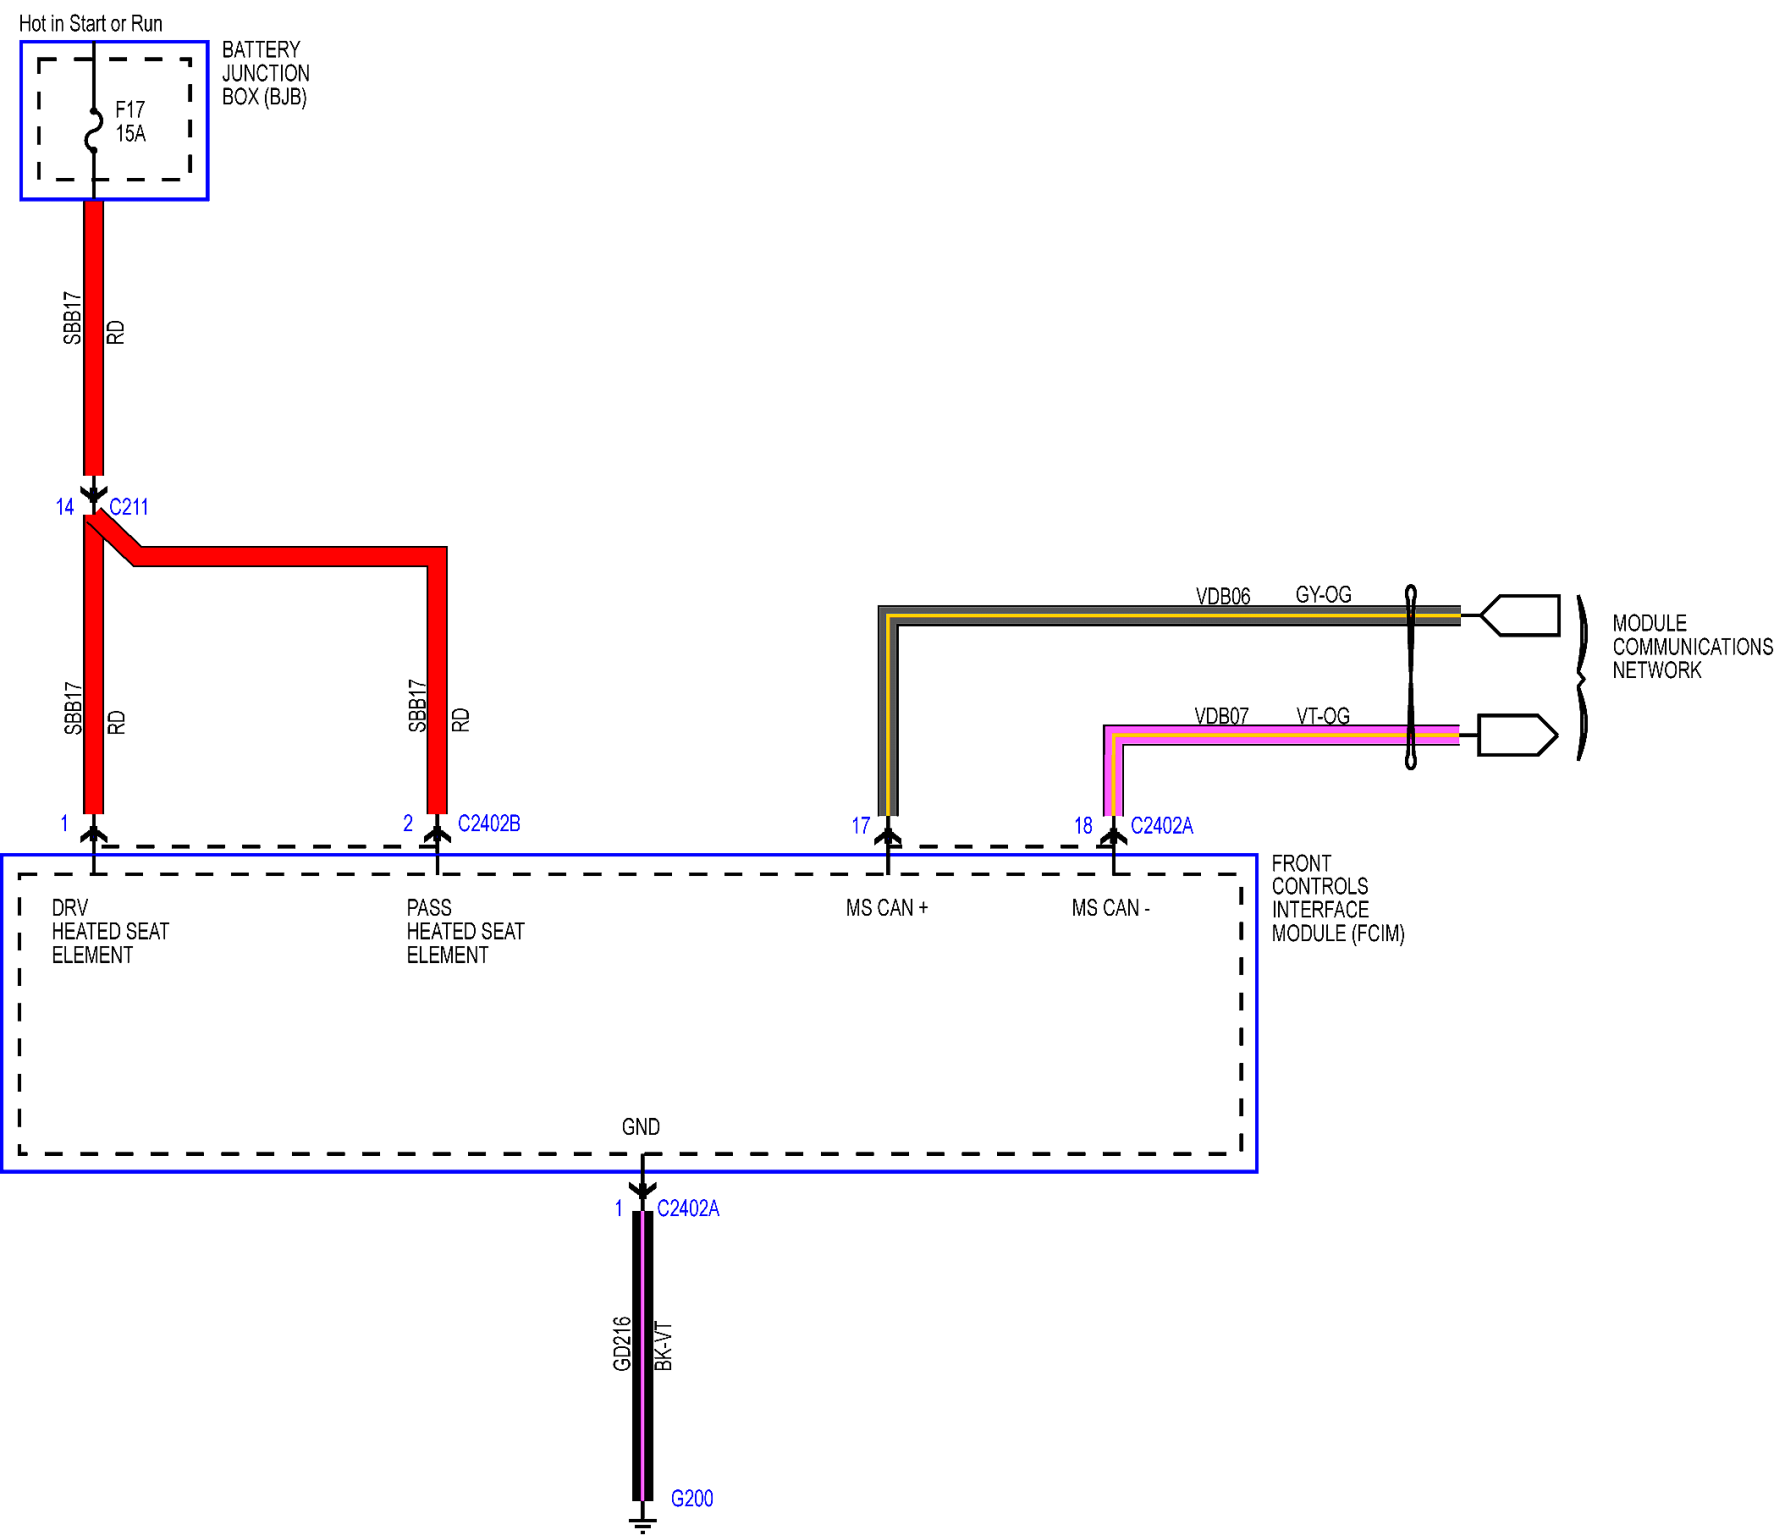 Hot in Start or Run
BATTERY
JUNCTION
BOX (BJB)
F17
15A
SBB17
RD
14
C211
SBB17
RD
SBB17
RD
VDB06
GY-OG
VDB07
VT-OG
MODULE
COMMUNICATIONS
NETWORK
1
2
C2402B
17
18
C2402A
FRONT
CONTROLS
INTERFACE
MODULE (FCIM)
DRV
HEATED SEAT
ELEMENT
PASS
HEATED SEAT
ELEMENT
MS CAN +
MS CAN -
GND
1
C2402A
GD216
BK-VT
G200